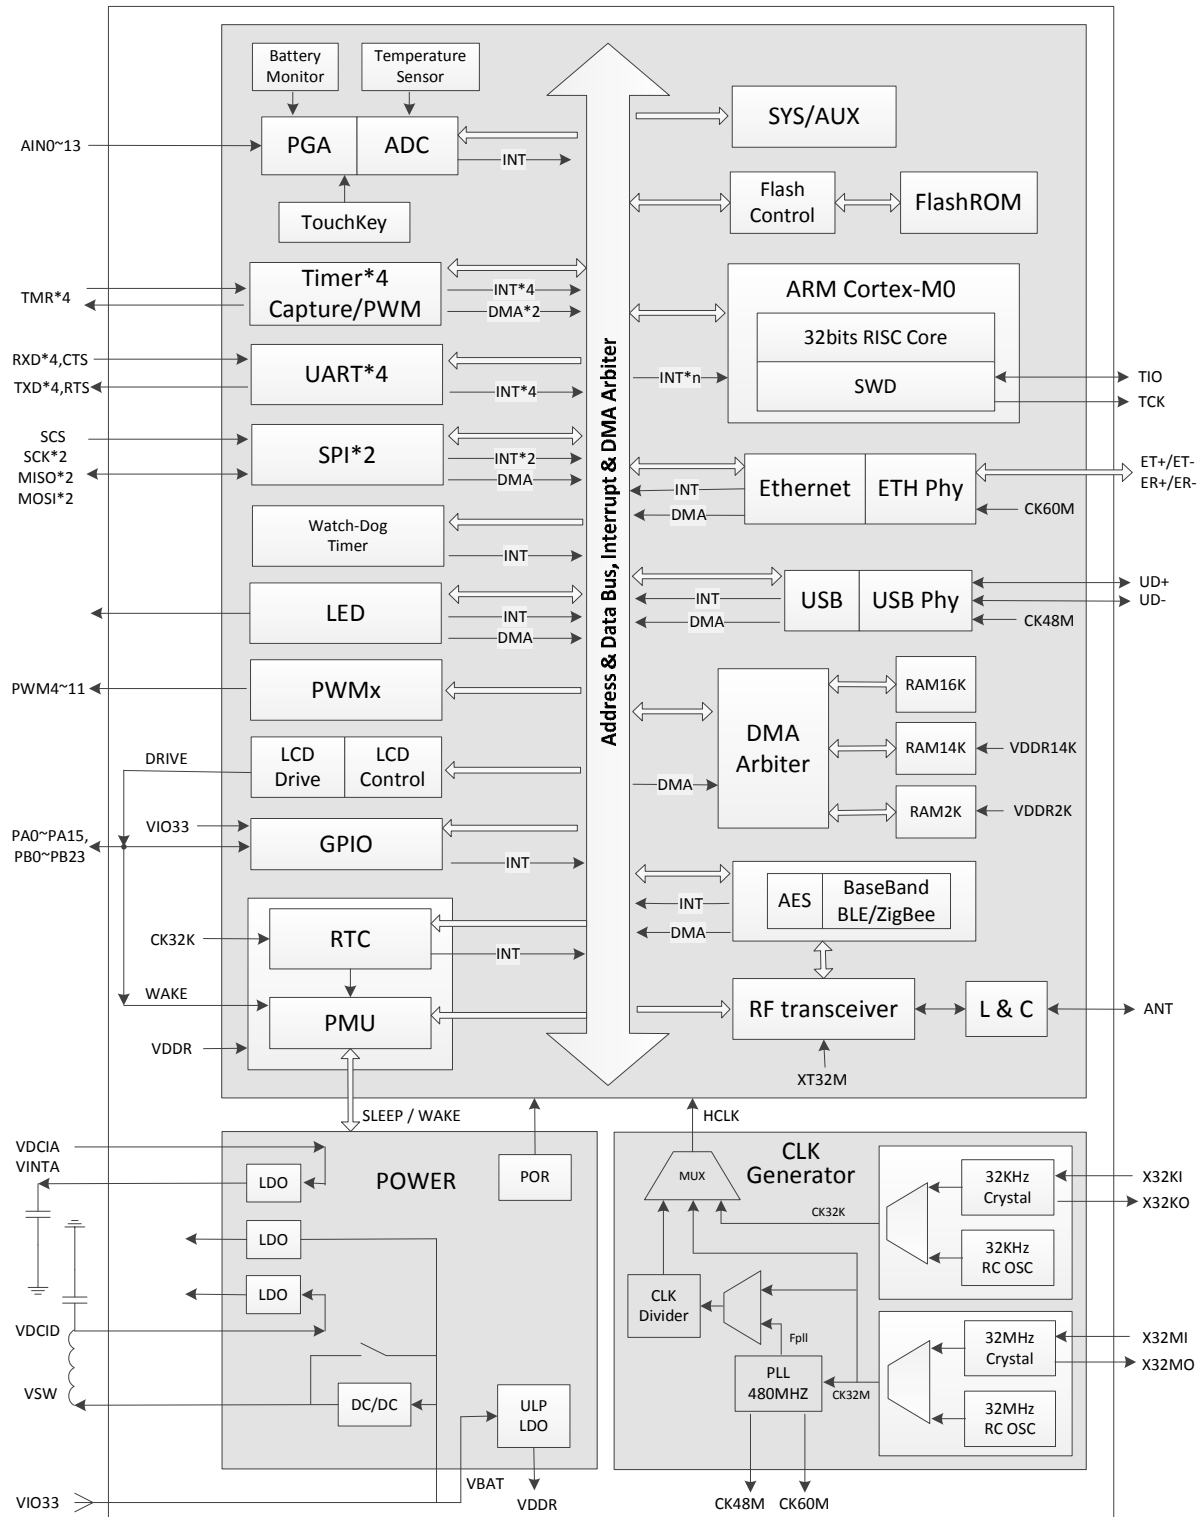 Battery
Monitor
Temperature
Sensor
AIN0~13
PGA
ADC
INT
TouchKey
SYS/AUX
Flash
Control
FlashROM
TMR*4
Timer*4
Capture/PWM
INT*4
DMA*2
ARM Cortex-M0
32bits RISC Core
SWD
INT*n
TIO
TCK
RXD*4,CTS
TXD*4,RTS
UART*4
INT*4
Address & Data Bus, Interrupt & DMA Arbiter
SCS
SCK*2
MISO*2
MOSI*2
SPI*2
INT*2
DMA
INT
DMA
Ethernet
ETH Phy
ET+/ET-
ER+/ER-
CK60M
Watch-Dog
Timer
INT
LED
INT
DMA
INT
DMA
USB
USB Phy
UD+
UD-
CK48M
PWM4~11
PWMx
DMA
DMA
Arbiter
RAM16K
RAM14K
VDDR14K
RAM2K
VDDR2K
DRIVE
LCD
Drive
LCD
Control
VIO33
PA0~PA15,
PB0~PB23
GPIO
INT
INT
DMA
AES
BaseBand
BLE/ZigBee
CK32K
RTC
INT
WAKE
PMU
VDDR
RF transceiver
L & C
ANT
XT32M
SLEEP / WAKE
HCLK
VDCIA
VINTA
LDO
POWER
POR
LDO
LDO
VDCID
VSW
DC/DC
ULP
LDO
VBAT
VDDR
VIO33
CLK
Generator
MUX
CK32K
32KHz
Crystal
X32KI
X32KO
32KHz
RC OSC
CLK
Divider
Fpll
PLL
480MHZ
CK32M
32MHz
Crystal
X32MI
X32MO
32MHz
RC OSC
CK48M
CK60M